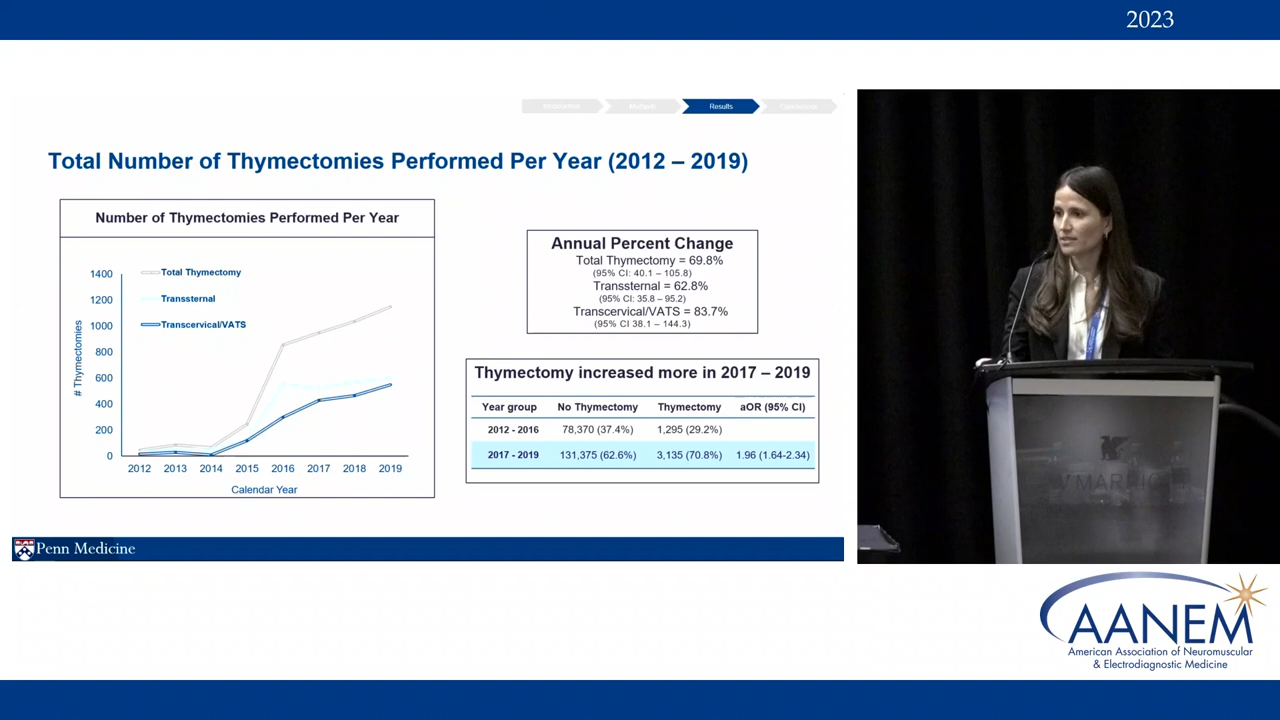 2023
Results
Total Number of Thymectomies Performed Per Year (2012 – 2019)
Number of Thymectomies Performed Per Year
1400
1200
1000
800
600
400
200
0
# Thymectomies
Total Thymectomy
Transsternal
Transcervical/VATS
2012 2013 2014 2015 2016 2017 2018 2019
Calendar Year
Annual Percent Change
Total Thymectomy = 69.8%
(95% CI: 40.1 – 105.8)
Transsternal = 62.8%
(95% CI: 35.8 – 95.2)
Transcervical/VATS = 83.7%
(95% CI 38.1 – 144.3)
Thymectomy increased more in 2017 – 2019
Year group No Thymectomy Thymectomy aOR (95% CI)
2012 - 2016 78,370 (37.4%) 1,295 (29.2%)
2017 - 2019 131,375 (62.6%) 3,135 (70.8%) 1.96 (1.64-2.34)
Penn Medicine
AANEM
American Association of Neuromuscular
& Electrodiagnostic Medicine